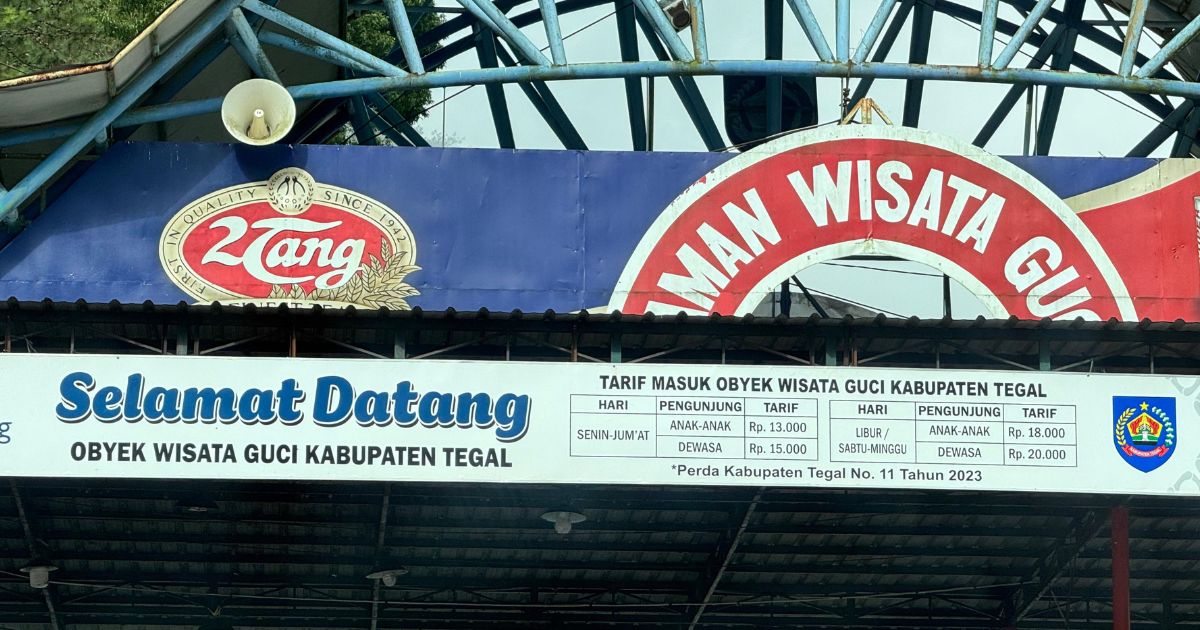 FIRST IN QUALITY SINCE 1942
2Tang
WISATA
Selamat Datang
OBYEK WISATA GUCI KABUPATEN TEGAL
TARIF MASUK OBYEK WISATA GUCI KABUPATEN TEGAL
HARI PENGUNJUNG TARIF
SENIN-JUM'AT ANAK-ANAK Rp. 13.000
DEWASA Rp. 15.000
HARI PENGUNJUNG TARIF
LIBUR / SABTU-MINGGU ANAK-ANAK Rp. 18.000
DEWASA Rp. 20.000
*Perda Kabupaten Tegal No. 11 Tahun 2023
KABUPATEN TEGAL